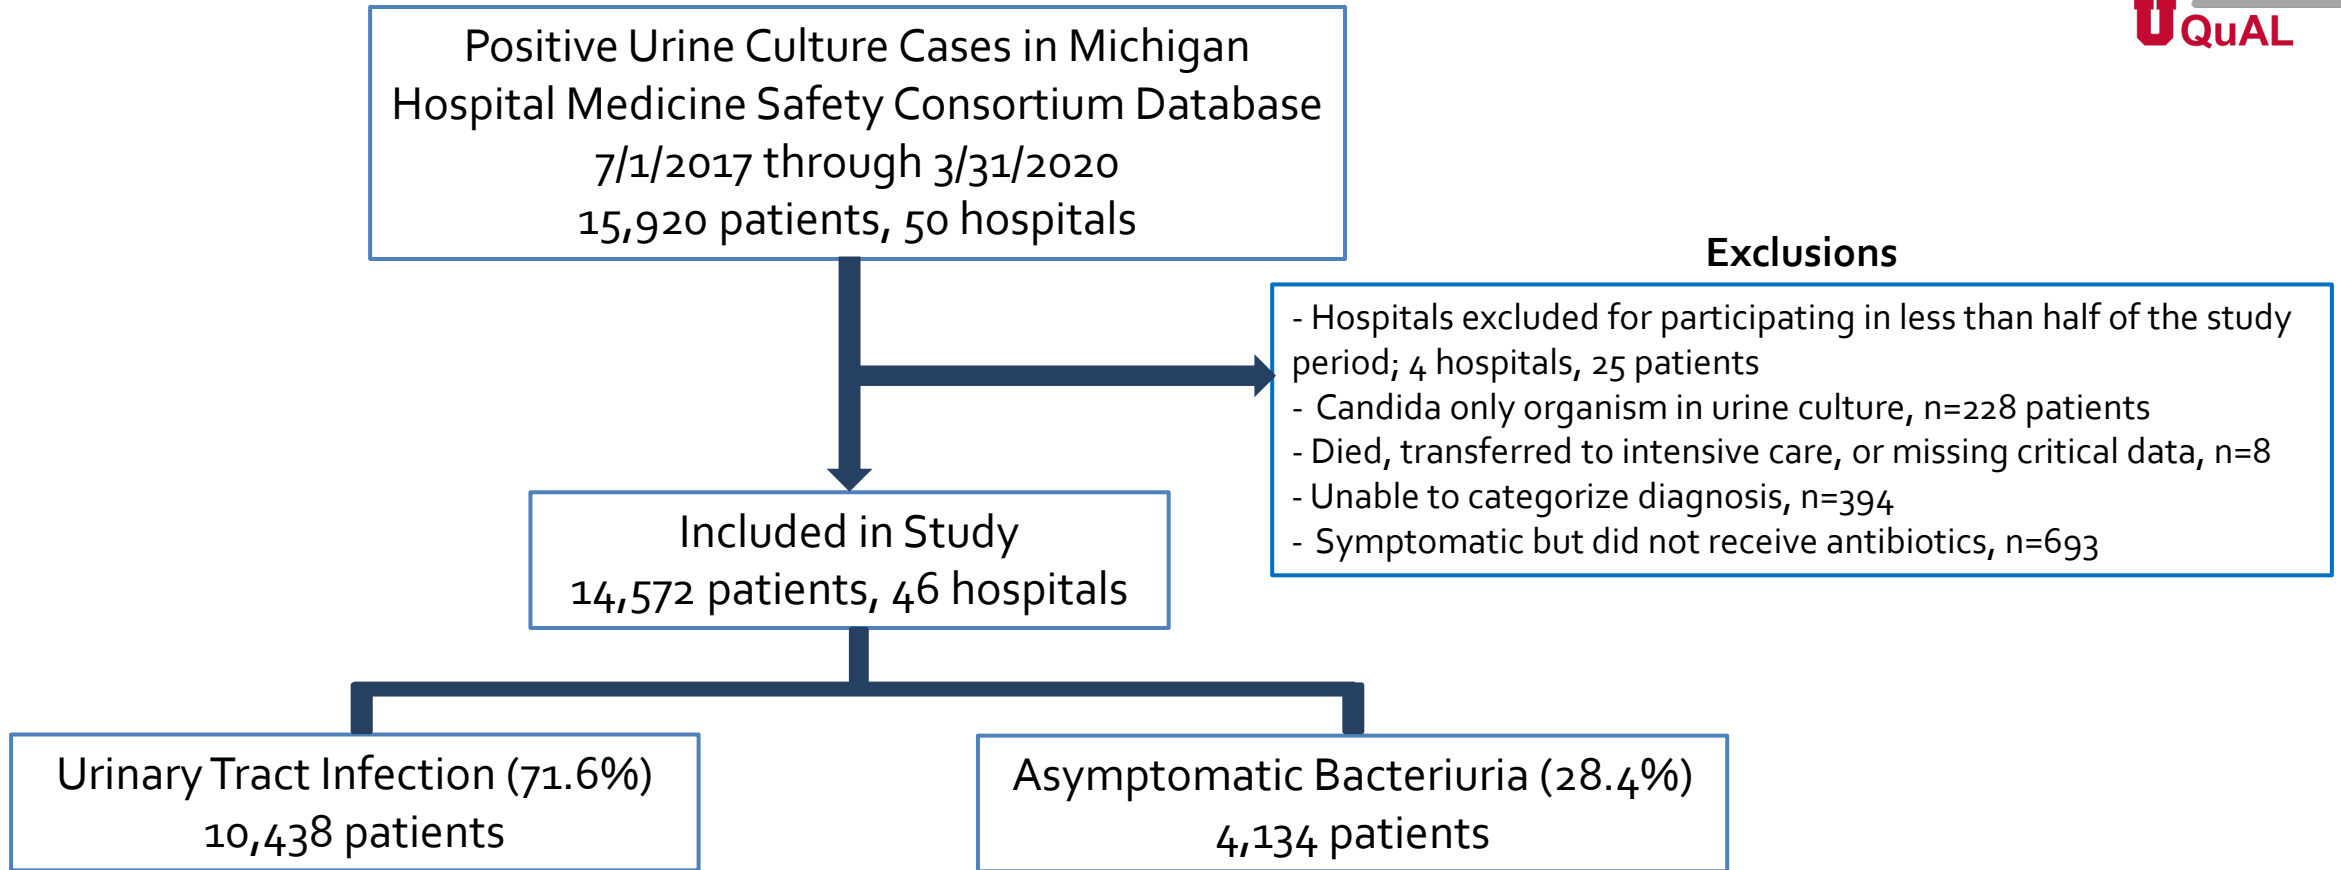 U QuAL
Positive Urine Culture Cases in Michigan
Hospital Medicine Safety Consortium Database
7/1/2017 through 3/31/2020
15,920 patients, 50 hospitals
Exclusions
- Hospitals excluded for participating in less than half of the study
period; 4 hospitals, 25 patients
- Candida only organism in urine culture, n=228 patients
- Died, transferred to intensive care, or missing critical data, n=8
- Unable to categorize diagnosis, n=394
- Symptomatic but did not receive antibiotics, n=693
Included in Study
14,572 patients, 46 hospitals
Urinary Tract Infection (71.6%)
10,438 patients
Asymptomatic Bacteriuria (28.4%)
4,134 patients